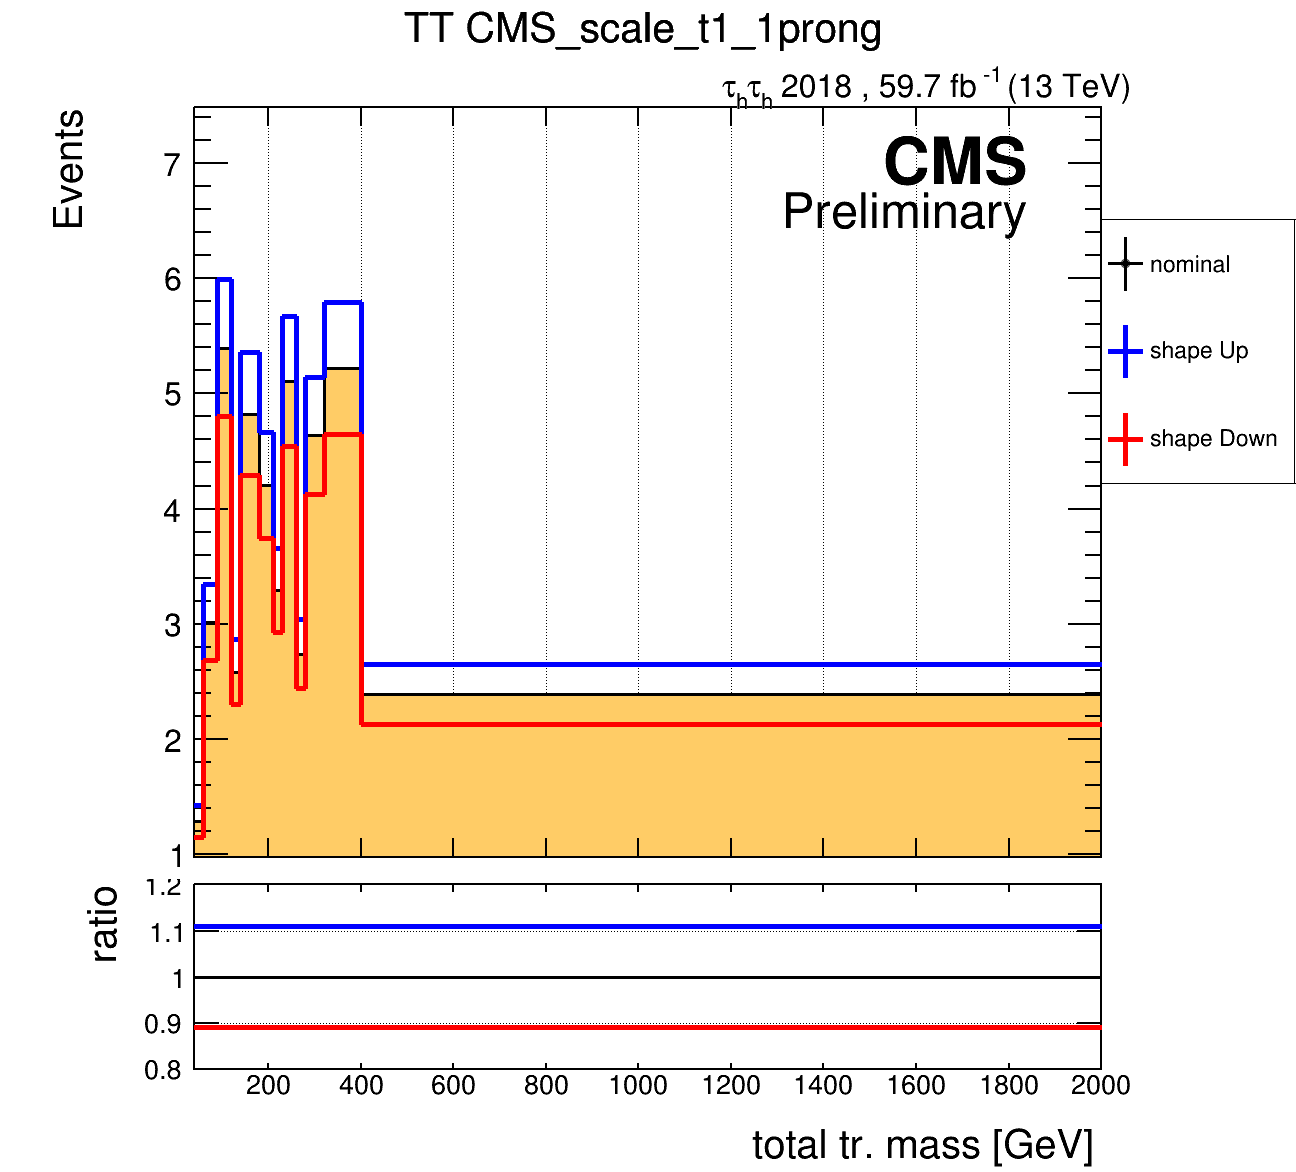 TT CMS_scale_t1_1prong
τhτh 2018 , 59.7 fb -1 (13 TeV)
Events
CMS
Preliminary
7
6
5
4
3
2
1
nominal
shape Up
shape Down
ratio
1.2
1.1
1
0.9
0.8
200 400 600 800 1000 1200 1400 1600 1800 2000
total tr. mass [GeV]